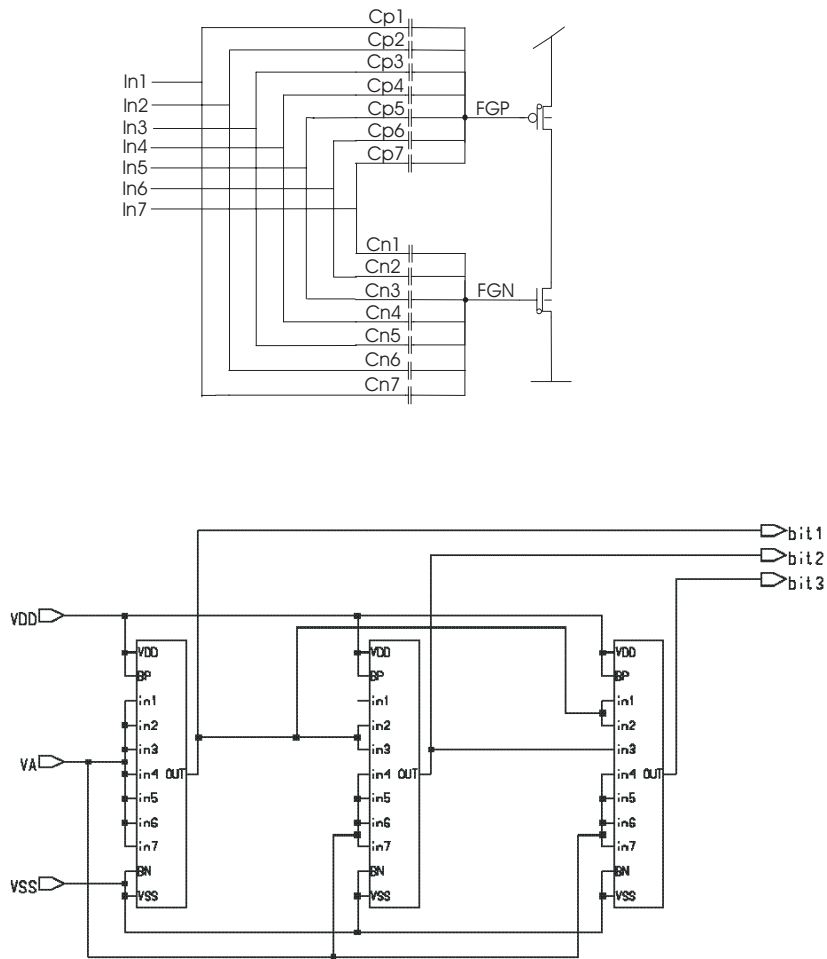 Cp1
Cp2
Cp3
Cp4
Cp5
Cp6
Cp7
In1
In2
In3
In4
In5
In6
In7
FGP
Cn1
Cn2
Cn3
Cn4
Cn5
Cn6
Cn7
FGN
bit1
bit2
bit3
VDD
VA
VSS
VDD
BP
in1
in2
in3
in4 OUT
in5
in6
in7
BN
VSS
VDD
BP
in1
in2
in3
in4 OUT
in5
in6
in7
BN
VSS
VDD
BP
in1
in2
in3
in4 OUT
in5
in6
in7
BN
VSS